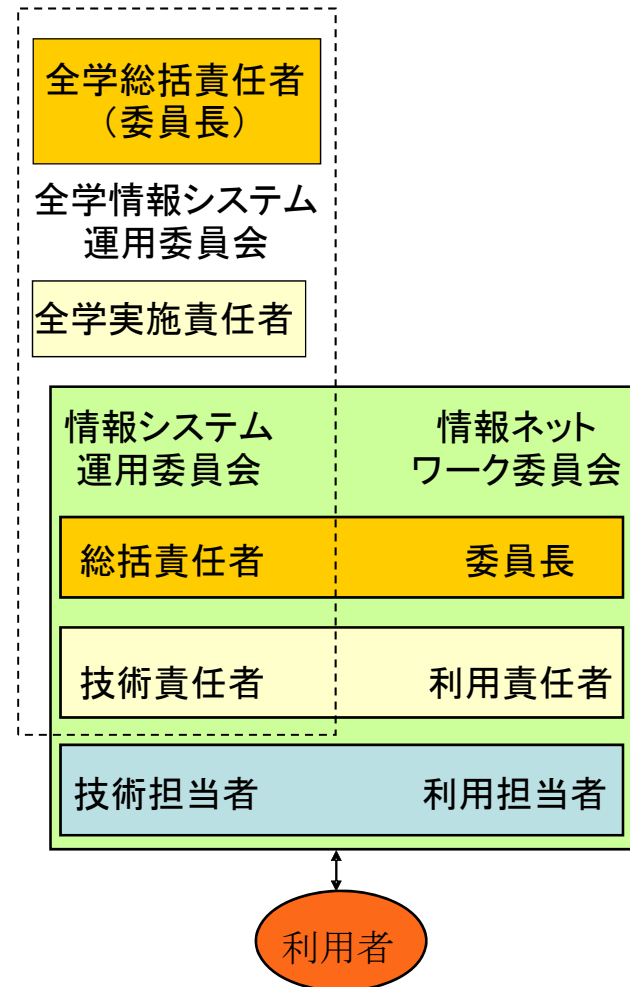 全学総括責任者
（委員長）
全学情報システム
運用委員会
全学実施責任者
情報システム
運用委員会
情報ネット
ワーク委員会
総括責任者
委員長
技術責任者
利用責任者
技術担当者
利用担当者
利用者